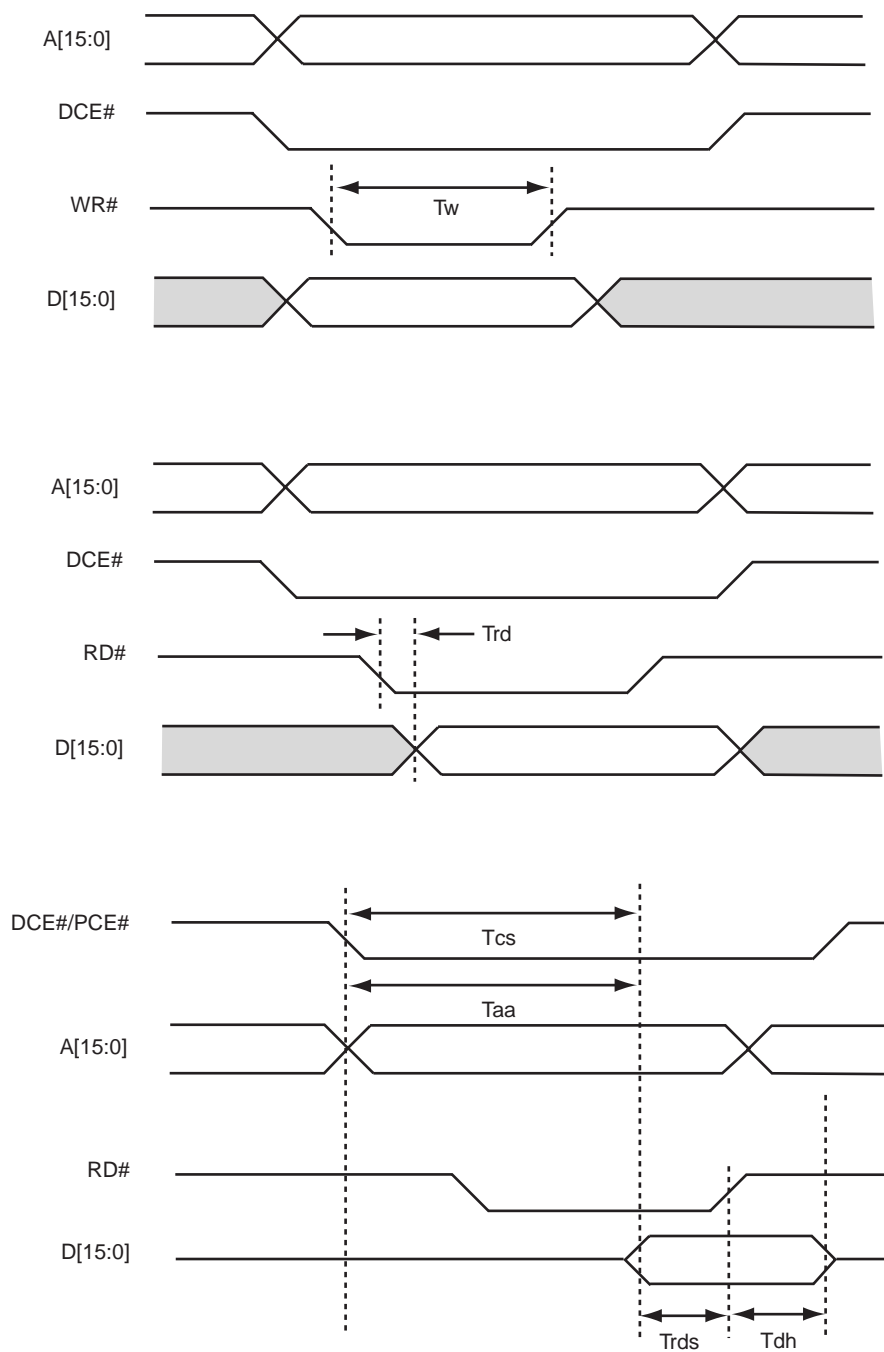 A[15:0]
DCE#
WR#
Tw
D[15:0]
A[15:0]
DCE#
Trd
RD#
D[15:0]
DCE#/PCE#
Tcs
Taa
A[15:0]
RD#
D[15:0]
Trds
Tdh